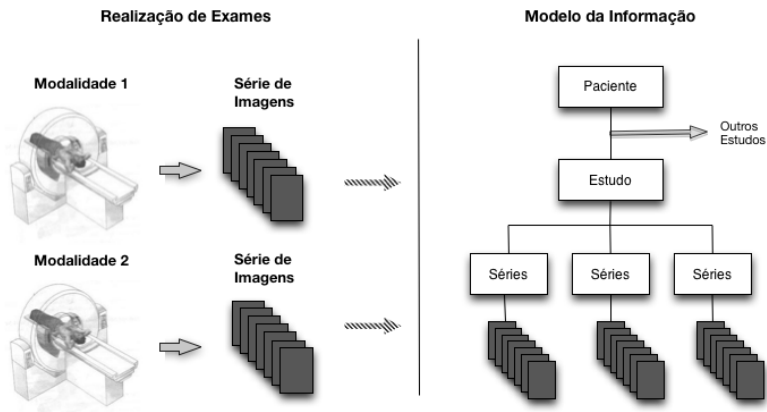 Realização de Exames
Modalidade 1
Série de
Imagens
Modalidade 2
Série de
Imagens
Modelo da Informação
Paciente
Outros
Estudos
Estudo
Séries
Séries
Séries